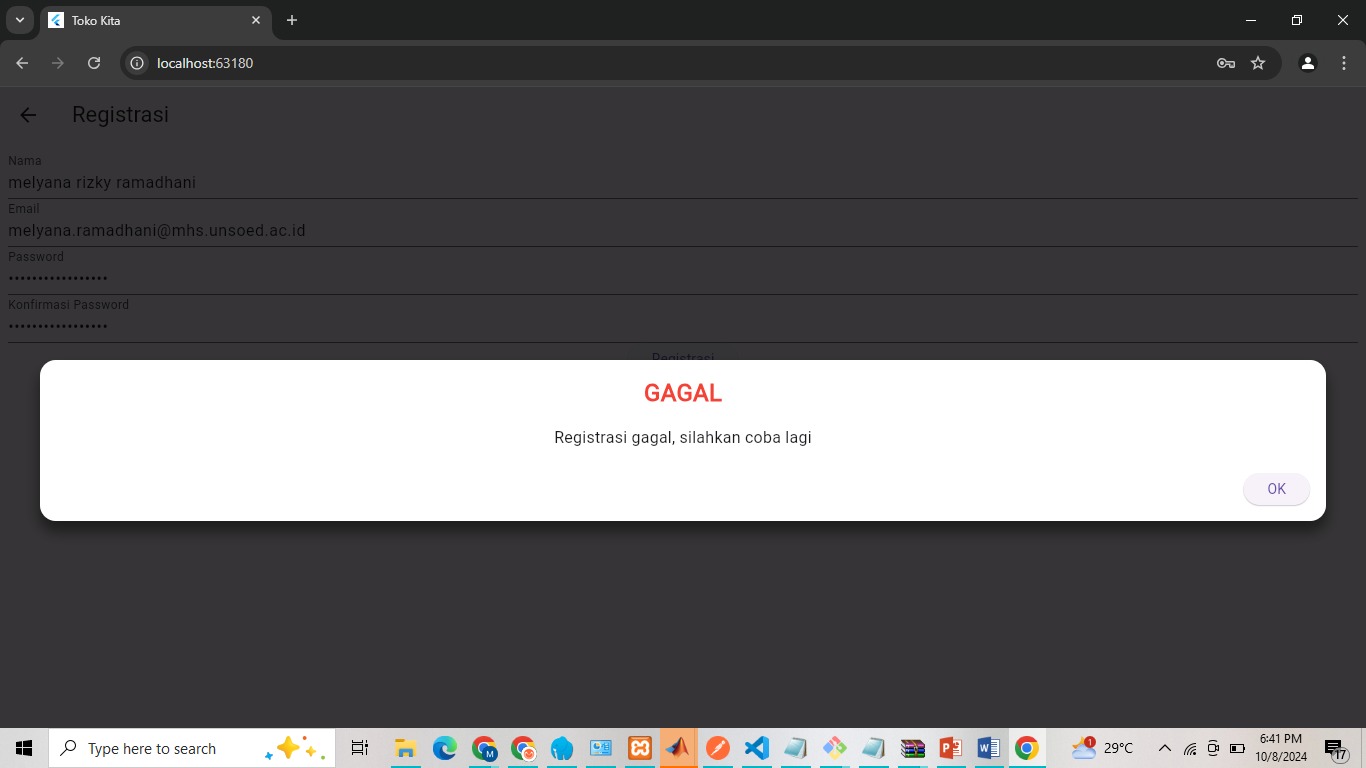 Toko Kita
localhost:63180
Registrasi
Nama
melyana rizky ramadhani
Email
melyana.ramadhani@mhs.unsoed.ac.id
Password
•••••••••••••••••
Konfirmasi Password
•••••••••••••••••
Registrasi
GAGAL
Registrasi gagal, silahkan coba lagi
OK
Type here to search
M
1
29°C
6:41 PM
10/8/2024
17